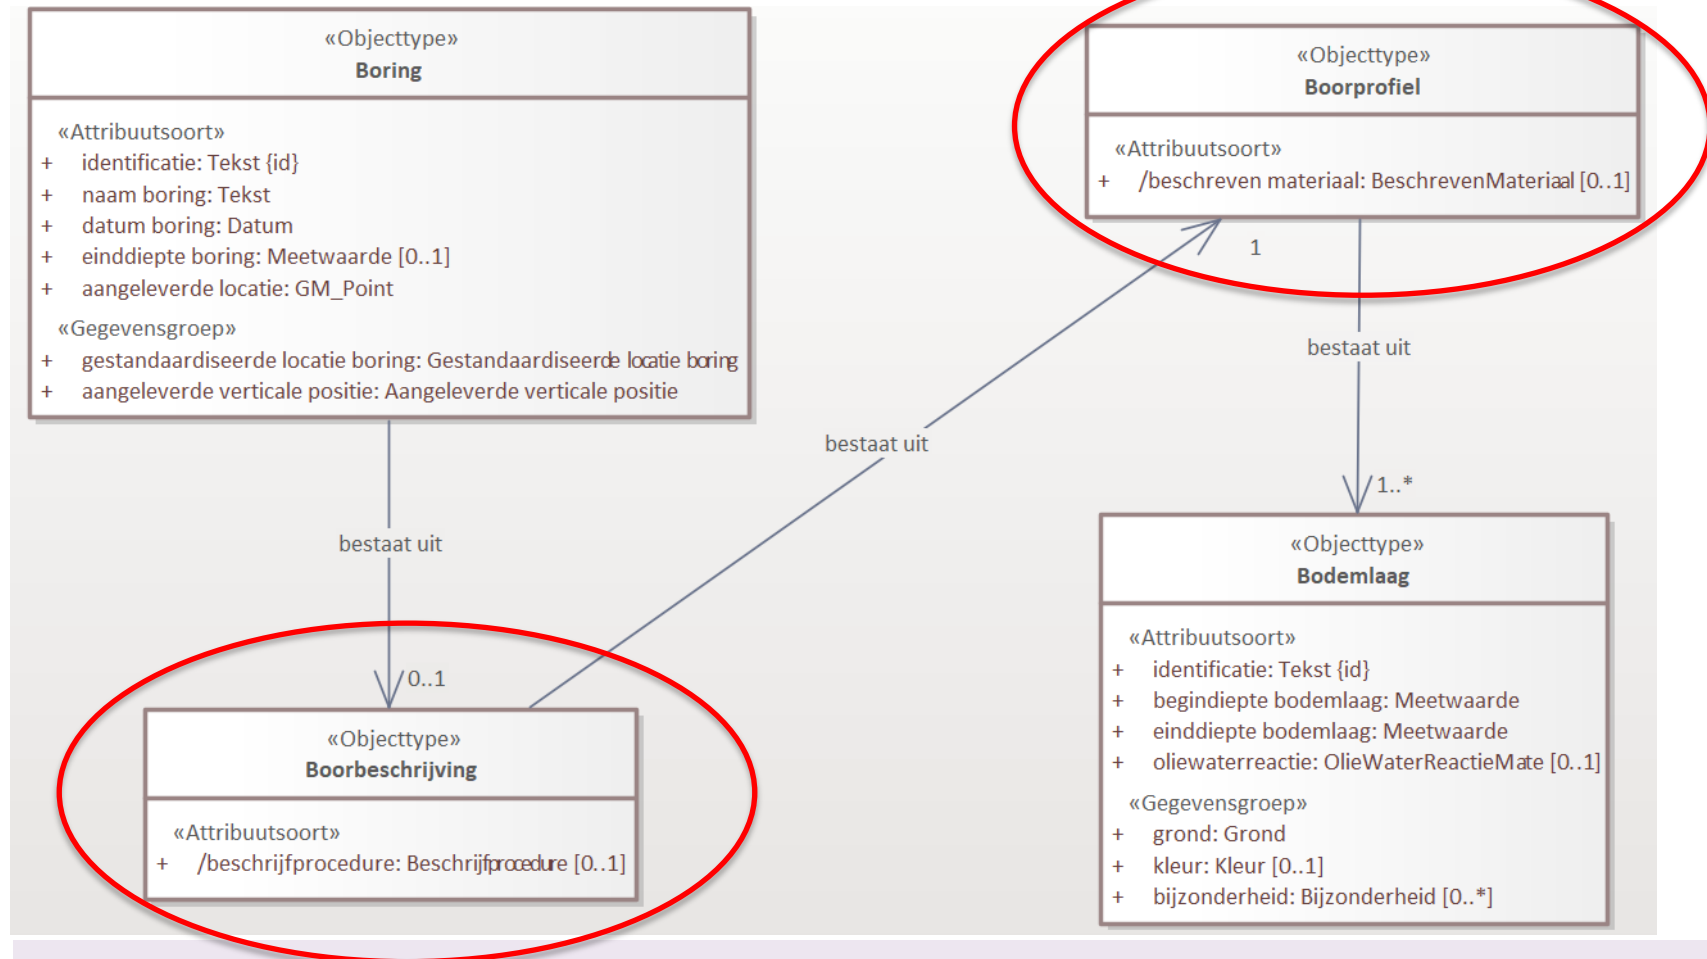 «Objecttype»
Boring
«Attribuutsoort»
+ identificatie: Tekst {id}
+ naam boring: Tekst
+ datum boring: Datum
+ einddiepte boring: Meetwaarde [0..1]
+ aangeleverde locatie: GM_Point
«Gegevensgroep»
+ gestandaardiseerde locatie boring: Gestandaardiseerde locatie boring
+ aangeleverde verticale positie: Aangeleverde verticale positie
«Objecttype»
Boorprofiel
«Attribuutsoort»
+ /beschreven materiaal: BeschrevenMateriaal [0..1]
1
bestaat uit
bestaat uit
1..*
bestaat uit
0..1
«Objecttype»
Boorbeschrijving
«Attribuutsoort»
+ /beschrijfprocedure: Beschrijfprocedure [0..1]
«Objecttype»
Bodemlaag
«Attribuutsoort»
+ identificatie: Tekst {id}
+ begindiepte bodemlaag: Meetwaarde
+ einddiepte bodemlaag: Meetwaarde
+ oliewaterreactie: OlieWaterReactieMate [0..1]
«Gegevensgroep»
+ grond: Grond
+ kleur: Kleur [0..1]
+ bijzonderheid: Bijzonderheid [0..*]